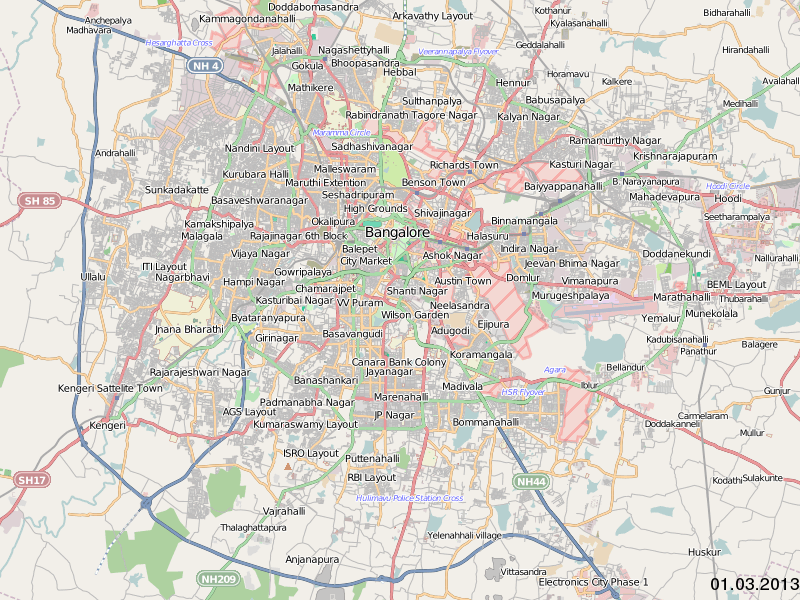 Doddabomasandra
Kothanur
Anchepalya
Kammagondanahalli
Arkavathy Layout
Bidharahalli
Madhavara
Kyalasanahalli
Hesarghatta Cross
Jalahalli
Nagashettyhalli
Veerannapalya Flyover
Geddalahalli
Hirandahalli
NH 4
Gokula
Bhoopasandra
Hebbal
Horamavu
Mathikere
Hennur
Kalkere
Avalahalli
Sulthanpalya
Babusapalya
Medihalli
Rabindranath Tagore Nagar
Kalyan Nagar
Maramma Circle
Andrahalli
Nandini Layout
Sadhashivanagar
Ramamurthy Nagar
Krishnarajapuram
Kurubara Halli
Malleswaram
Richards Town
Kasturi Nagar
Sunkadakatte
Maruthi Extention
Benson Town
Baiyyappanahalli
B. Narayanapura
Hoodi Circle
SH 85
Basaveshwaranagar
Seshadripuram
Mahadevapura
Hoodi
High Grounds
Shivajinagar
Kamakshipalya
Okalipura
Binnamangala
Seetharampalya
Malagala
Rajajinagar 6th Block
Bangalore
Halasuru
Vijaya Nagar
Balepet
Indira Nagar
Doddanekundi
ITI Layout
City Market
Ashok Nagar
Jeevan Bhima Nagar
Nallurahalli
Ullalu
Nagarbhavi
Gowripalaya
Hampi Nagar
Chamarajpet
Shanti Nagar
Austin Town
Domlur
Vimanapura
BEML Layout
Kasturibai Nagar
VV Puram
Murugeshpalaya
Marathahalli
Thubarahalli
Byataranyapura
Wilson Garden
Neelasandra
Yemalur
Munekolala
Jnana Bharathi
Girinagar
Basavangudi
Adugodi
Ejipura
Kadubisanahalli
Balagere
Koramangala
Panathur
Canara Bank Colony
Rajarajeshwari Nagar
Jayanagar
Agara
Bellandur
Banashankari
Kengeri Sattelite Town
Madivala
HSR Flyover
Iblur
Gunjur
Padmanabha Nagar
Marenahalli
AGS Layout
JP Nagar
Carmelaram
Kengeri
Kumaraswamy Layout
Bommanahalli
Doddakanneli
Mullur
ISRO Layout
Puttenahalli
SH17
RBI Layout
NH44
Kodathi
Sulakunte
Hulimavu Police Station Cross
Vajrahalli
Thalaghattapura
Yelenahhali village
Huskur
Anjanapura
Vittasandra
NH209
Electronics City Phase 1
01.03.2013